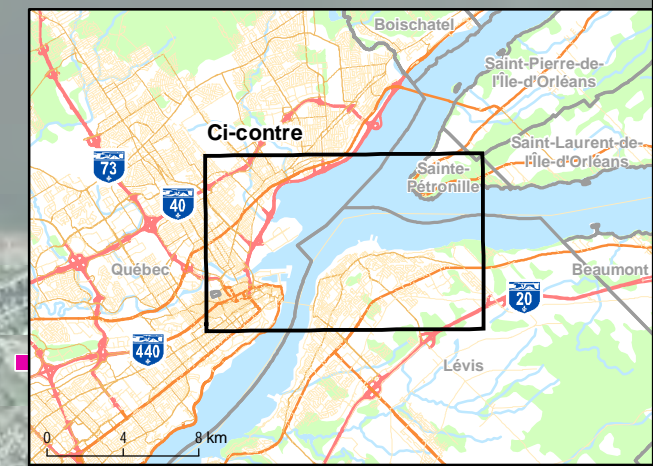 Boischatel
Saint-Pierre-de-
l'Île-d'Orléans
Ci-contre
Saint-Laurent-de-
l'Île-d'Orléans
73
Sainte-
Pétronille
40
Québec
Beaumont
20
440
Lévis
0 4 8 km